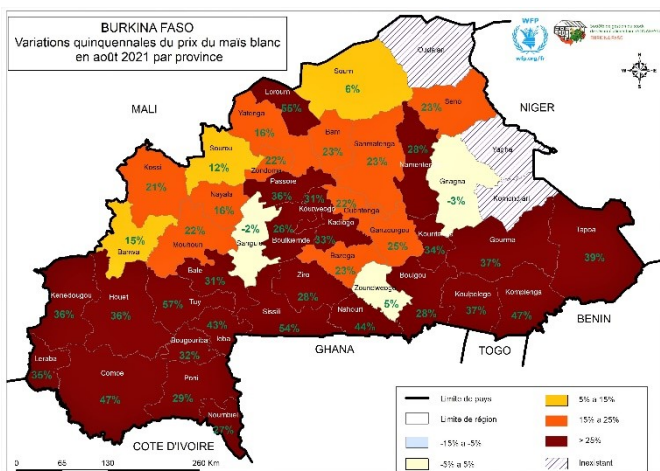 BURKINA FASO
Variations quinquennales du prix du maïs blanc
en août 2021 par province
WFP
wfp.org/fr
MALI
NIGER
Oudalan
Soum
6%
Loroum
55%
Seno
23%
Yatenga
16%
Bam
23%
Sanmatenga
23%
28%
Namentenga
Yagha
Sourou
12%
Zondoma
22%
Gnagna
-3%
Komondjari
Kossi
21%
Nayala
16%
Passore
36%
31%
Kourweogo
22%
Oubritenga
22%
Mouhoun
-2%
Sanguie
26%
Boulkiemde
Kadiogo
33%
Ganzourgou
25%
34%
Gourma
37%
Tapoa
39%
15%
Banwa
Bale
31%
Ziro
28%
Bazega
23%
Zoundweogo
5%
Bougou
28%
Koulpelogo
37%
Kompienga
47%
Kenedougou
36%
Houet
36%
57%
Tuy
43%
Ioba
Sissili
54%
Nahouri
44%
Bougouriba
32%
Leraba
36%
Comoe
47%
Poni
29%
Noumbiel
37%
GHANA
TOGO
BENIN
COTE D'IVOIRE
0 65 130 260 Km
Limite de pays
Limite de région
-15% a -5%
-5% a 5%
5% a 15%
15% a 25%
> 25%
Inexistant